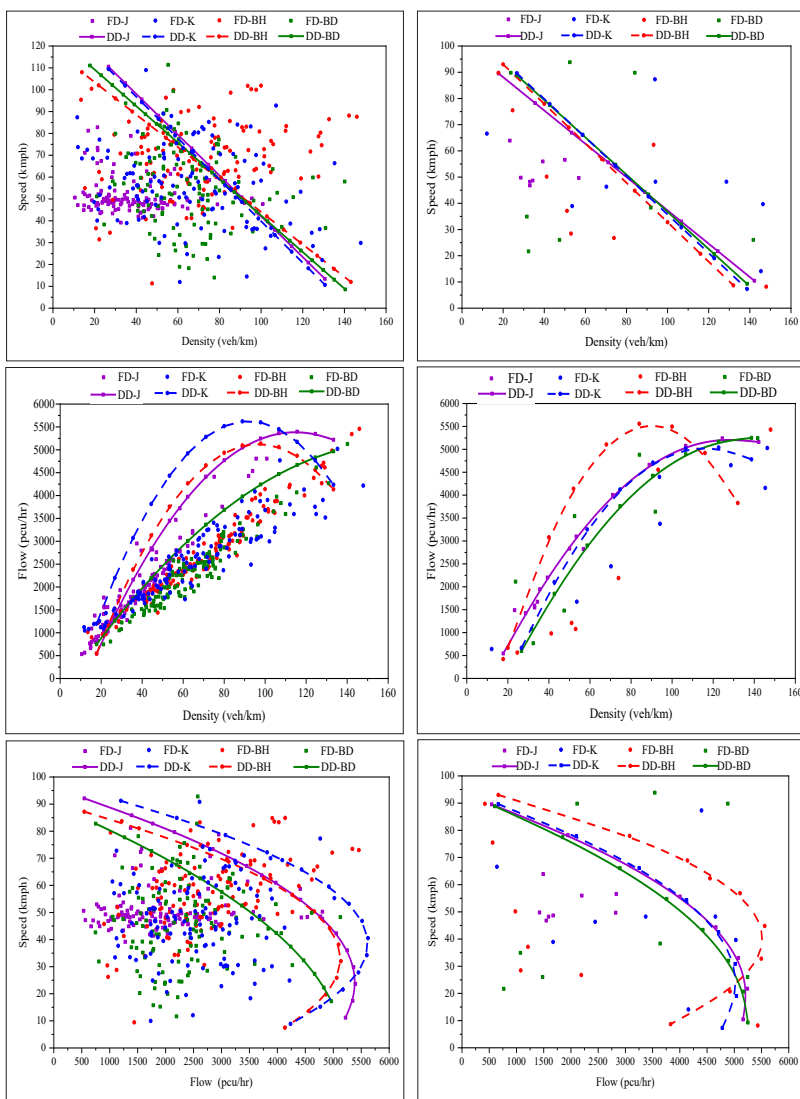 FD-J FD-K FD-BH FD-BD
DD-J DD-K DD-BH DD-BD
120
110
100
90
80
70
60
50
40
30
20
10
0
Speed (kmph)
0 20 40 60 80 100 120 140 160
Density (veh/km)
FD-J FD-K FD-BH FD-BD
DD-J DD-K DD-BH DD-BD
100
90
80
70
60
50
40
30
20
10
0
Speed (kmph)
0 20 40 60 80 100 120 140 160
Density (veh/km)
FD-J FD-K FD-BH FD-BD
DD-J DD-K DD-BH DD-BD
5500
6000
5000
4500
4000
3500
3000
2500
2000
1500
1000
500
0
Flow (pcu/hr)
0 20 40 60 80 100 120 140 160
Density (veh/km)
FD-J FD-K FD-BH FD-BD
DD-J DD-K DD-BH DD-BD
6000
5500
5000
4500
4000
3500
3000
2500
2000
1500
1000
500
0
Flow (pcu/hr)
0 20 40 60 80 100 120 140 160
Density (veh/km)
FD-J FD-K FD-BH FD-BD
DD-J DD-K DD-BH DD-BD
100
90
80
70
60
50
40
30
20
10
0
Speed (kmph)
0 500 1000 1500 2000 2500 3000 3500 4000 4500 5000 5500 6000
Flow (pcu/hr)
FD-J FD-K FD-BH FD-BD
DD-J DD-K DD-BH DD-BD
100
90
80
70
60
50
40
30
20
10
0
Speed (kmph)
0 500 1000 1500 2000 2500 3000 3500 4000 4500 5000 5500 6000
Flow (pcu/hr)